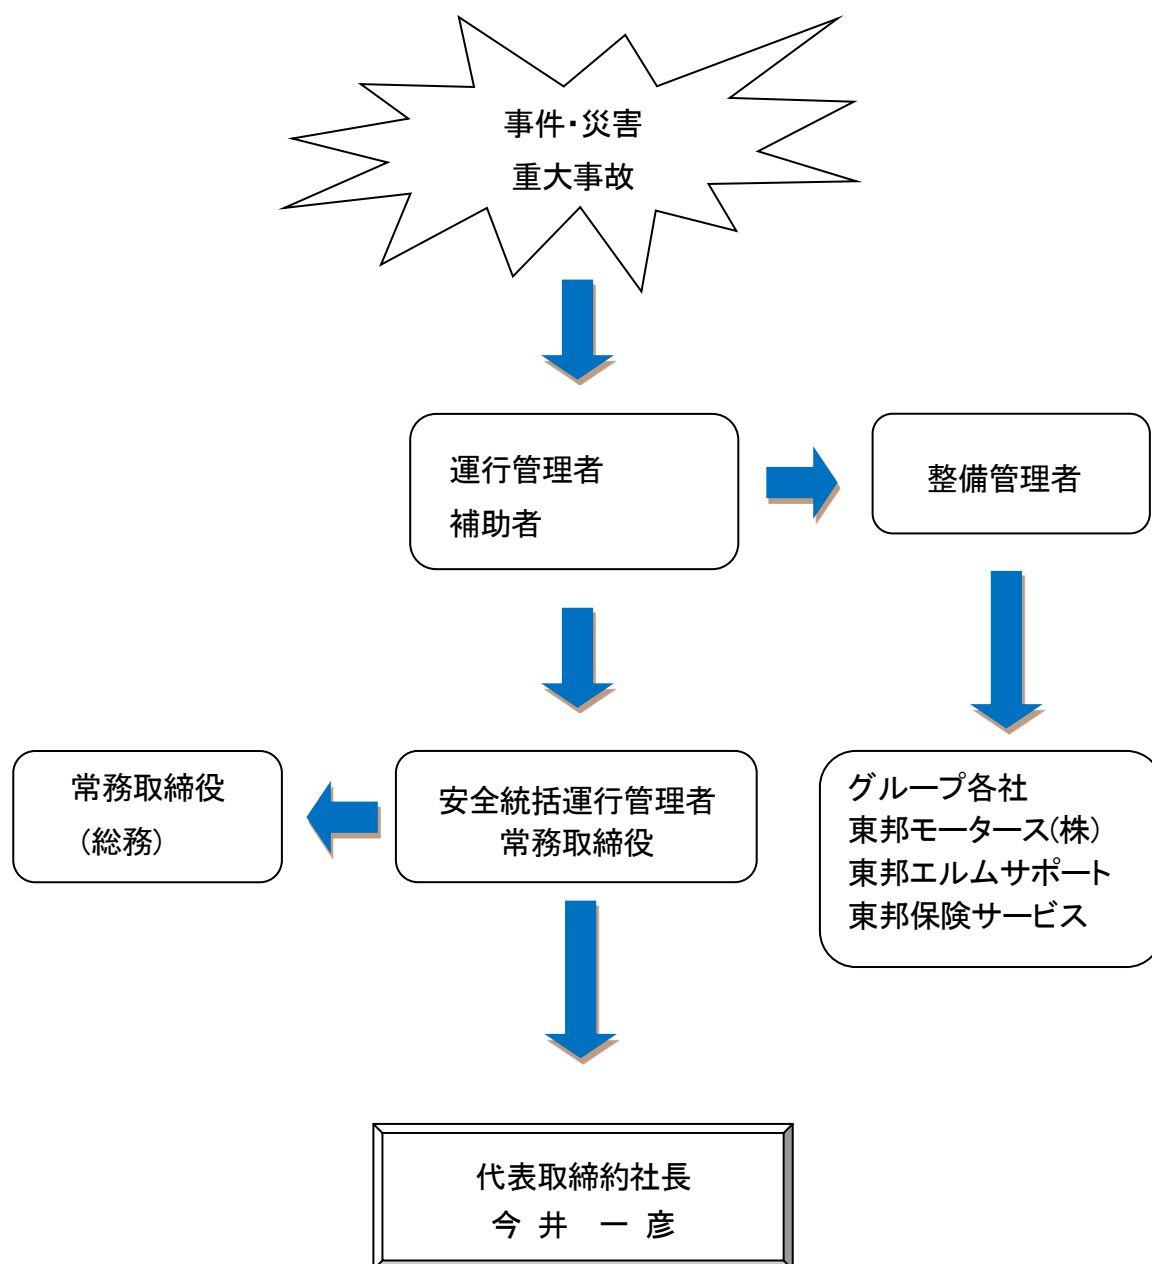 事件・災害
重大事故
運行管理者
補助者
整備管理者
常務取締役
(総務)
安全統括運行管理者
常務取締役
グループ各社
東邦モータース(株)
東邦エルムサポート
東邦保険サービス
代表取締約社長
今 井 一 彦